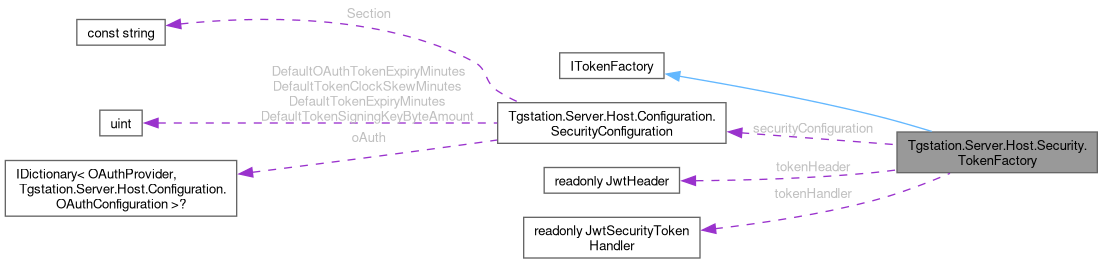 Section
const string
ITokenFactory
DefaultOAuthTokenExpiryMinutes
DefaultTokenClockSkewMinutes
DefaultTokenExpiryMinutes
DefaultTokenSigningKeyByteAmount
uint
Tgstation.Server.Host.Configuration.
SecurityConfiguration
securityConfiguration
Tgstation.Server.Host.Security.
TokenFactory
oAuth
IDictionary< OAuthProvider,
Tgstation.Server.Host.Configuration.
OAuthConfiguration >?
tokenHeader
readonly JwtHeader
tokenHandler
readonly JwtSecurityToken
Handler